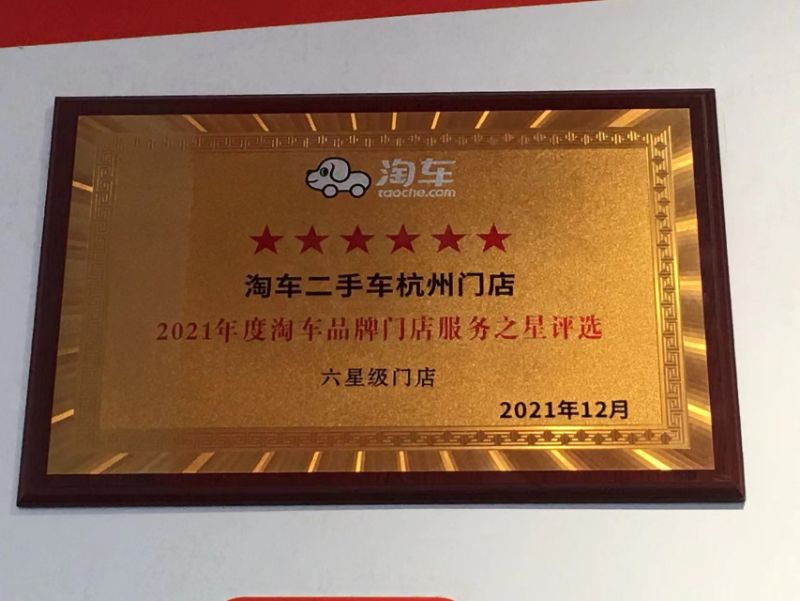 淘车
taoche.com
淘车二手车杭州门店
2021年度淘车品牌门店服务之星评选
六星级门店
2021年12月